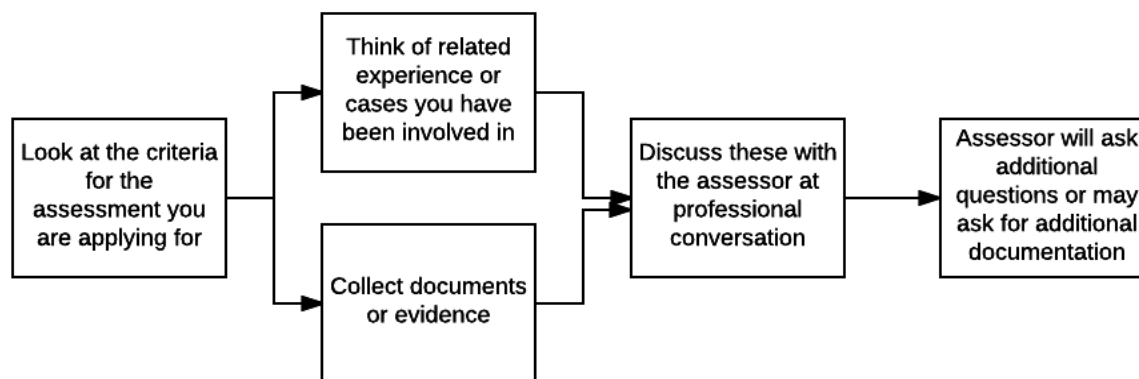 Look at the criteria
for the
assessment you
are applying for
Think of related
experience or
cases you have
been involved in
Collect documents
or evidence
Discuss these with
the assessor at
professional
conversation
Assessor will ask
additional
questions or may
ask for additional
documentation